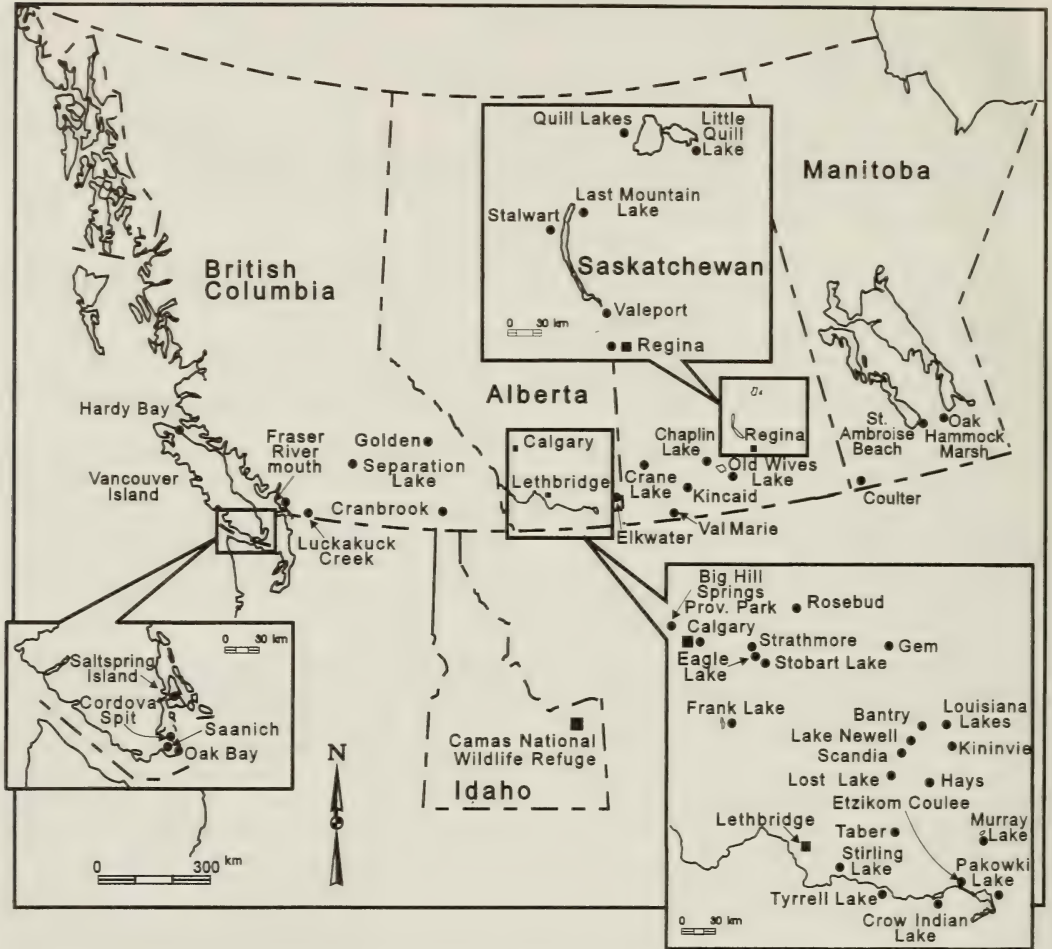 Quill Lakes
Little
Quill
Lake
Last Mountain
Lake
Stalwart
Saskatchewan
Valeport
0 30 km
Regina
Manitoba
British
Columbia
Alberta
Hardy Bay
Vancouver
Island
Fraser
River
mouth
Golden
Separation
Lake
Cranbrook
Luckakuck
Creek
Calgary
Lethbridge
Elkwater
Crane
Lake
Chaplin
Lake
Kincaid
Val Marie
Regina
Old Wives
Lake
St.
Ambroise
Beach
Oak
Hammock
Marsh
Coulter
0 30 km
Saltspring
Island
Cordova
Spit
Saanich
Oak Bay
0 300 km
N
Camas National
Wildlife Refuge
Idaho
Big Hill
Springs
Prov. Park
Rosebud
Calgary
Strathmore
Eagle
Lake
Stobart Lake
Gem
Frank Lake
Bantry
Louisiana
Lakes
Lake Newell
Scandia
Kininvie
Lost Lake
Hays
Etzikom Coulee
Lethbridge
Taber
Murray
Lake
Stirling
Lake
Pakowki
Lake
Tyrrell Lake
Crow Indian
Lake
0 30 km